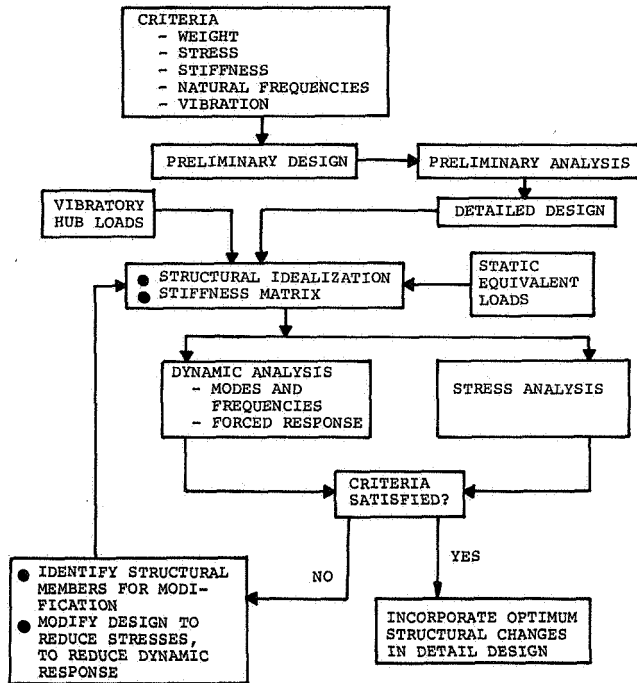 CRITERIA
- WEIGHT
- STRESS
- STIFFNESS
- NATURAL FREQUENCIES
- VIBRATION
PRELIMINARY DESIGN
PRELIMINARY ANALYSIS
VIBRATORY
HUB LOADS
DETAILED DESIGN
● STRUCTURAL IDEALIZATION
● STIFFNESS MATRIX
STATIC
EQUIVALENT
LOADS
DYNAMIC ANALYSIS
- MODES AND
FREQUENCIES
- FORCED RESPONSE
STRESS ANALYSIS
CRITERIA
SATISFIED?
NO
YES
● IDENTIFY STRUCTURAL
MEMBERS FOR MODI-
FICATION
● MODIFY DESIGN TO
REDUCE STRESSES,
TO REDUCE DYNAMIC
RESPONSE
INCORPORATE OPTIMUM
STRUCTURAL CHANGES
IN DETAIL DESIGN